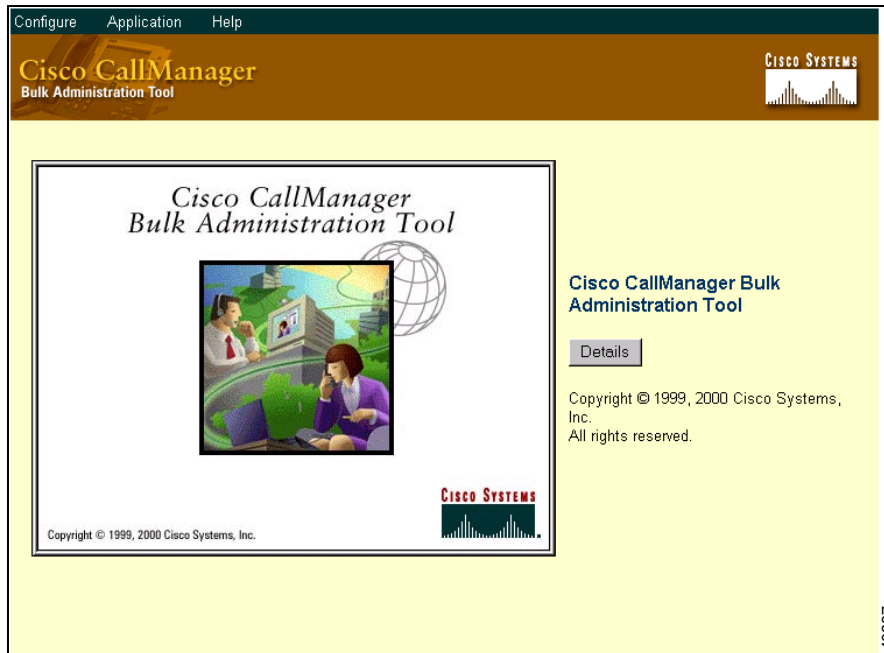 Configure Application Help
Cisco CallManager
Bulk Administration Tool
CISCO SYSTEMS
Cisco CallManager
Bulk Administration Tool
Cisco CallManager Bulk
Administration Tool
Details
Copyright © 1999, 2000 Cisco Systems,
Inc.
All rights reserved.
CISCO SYSTEMS
Copyright © 1999, 2000 Cisco Systems, Inc.